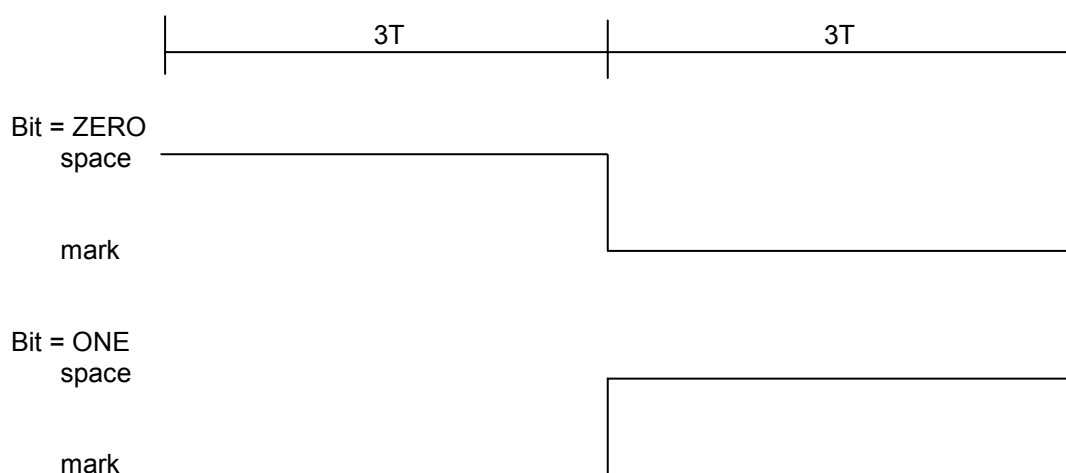 3T 3T
Bit = ZERO
space
mark
Bit = ONE
space
mark